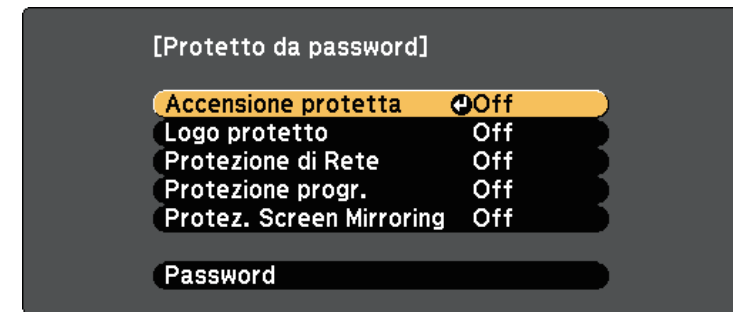 [Protetto da password]
Accensione protetta Off
Logo protetto Off
Protezione di Rete Off
Protezione progr. Off
Protez. Screen Mirroring Off
Password